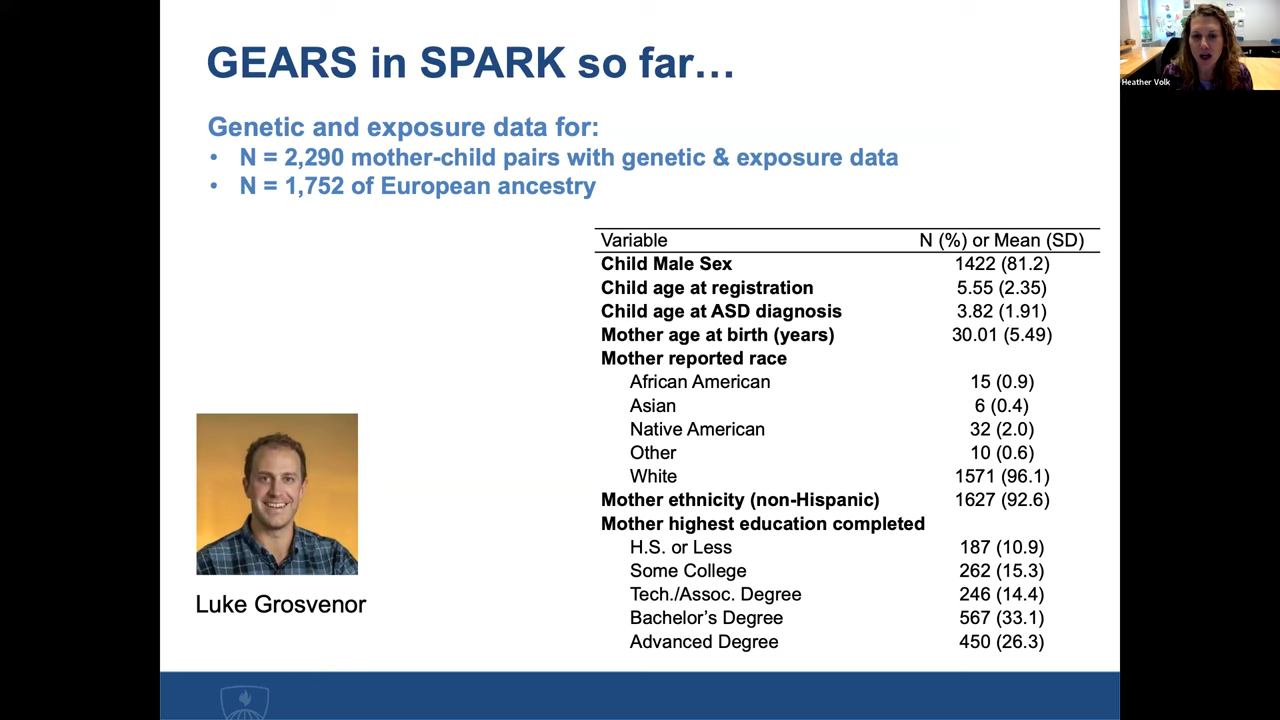 GEARS in SPARK so far…
Heather Volk
Genetic and exposure data for:
• N = 2,290 mother-child pairs with genetic & exposure data
• N = 1,752 of European ancestry
Variable N (%) or Mean (SD)
Child Male Sex 1422 (81.2)
Child age at registration 5.55 (2.35)
Child age at ASD diagnosis 3.82 (1.91)
Mother age at birth (years) 30.01 (5.49)
Mother reported race
African American 15 (0.9)
Asian 6 (0.4)
Native American 32 (2.0)
Other 10 (0.6)
White 1571 (96.1)
Mother ethnicity (non-Hispanic) 1627 (92.6)
Mother highest education completed
H.S. or Less 187 (10.9)
Some College 262 (15.3)
Tech./Assoc. Degree 246 (14.4)
Bachelor's Degree 567 (33.1)
Advanced Degree 450 (26.3)
Luke Grosvenor